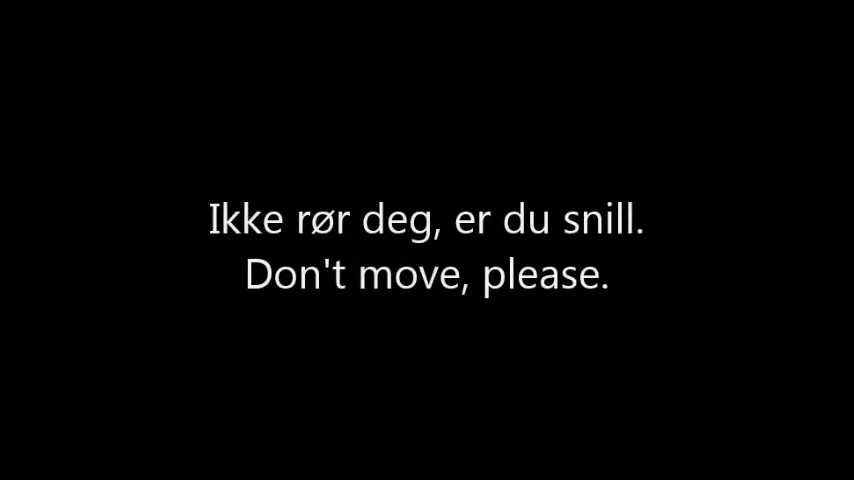 Ikke rør deg, er du snill.
Don't move, please.